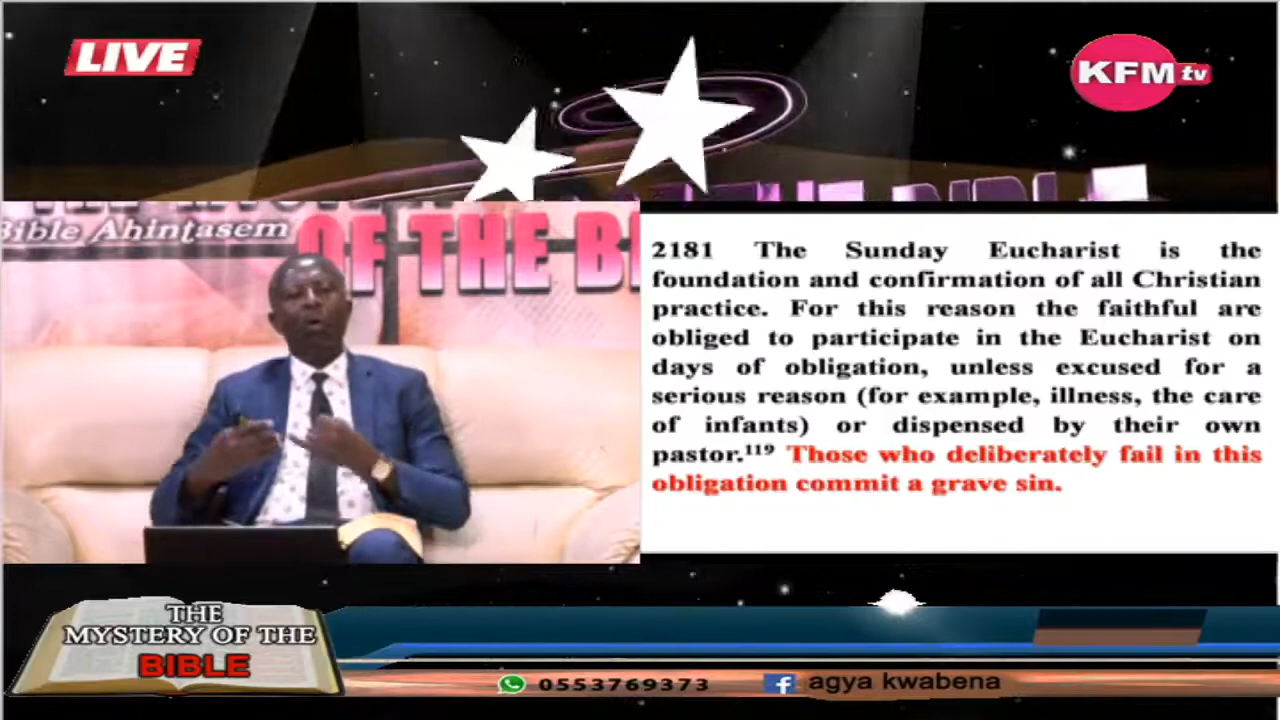 LIVE
KFM tv
Bible Ahintasem
OF THE B
2181 The Sunday Eucharist is the
foundation and confirmation of all Christian
practice. For this reason the faithful are
obliged to participate in the Eucharist on
days of obligation, unless excused for a
serious reason (for example, illness, the care
of infants) or dispensed by their own
pastor.¹¹⁹ Those who deliberately fail in this
obligation commit a grave sin.
THE
MYSTERY OF THE
BIBLE
0553769373 agya kwabena